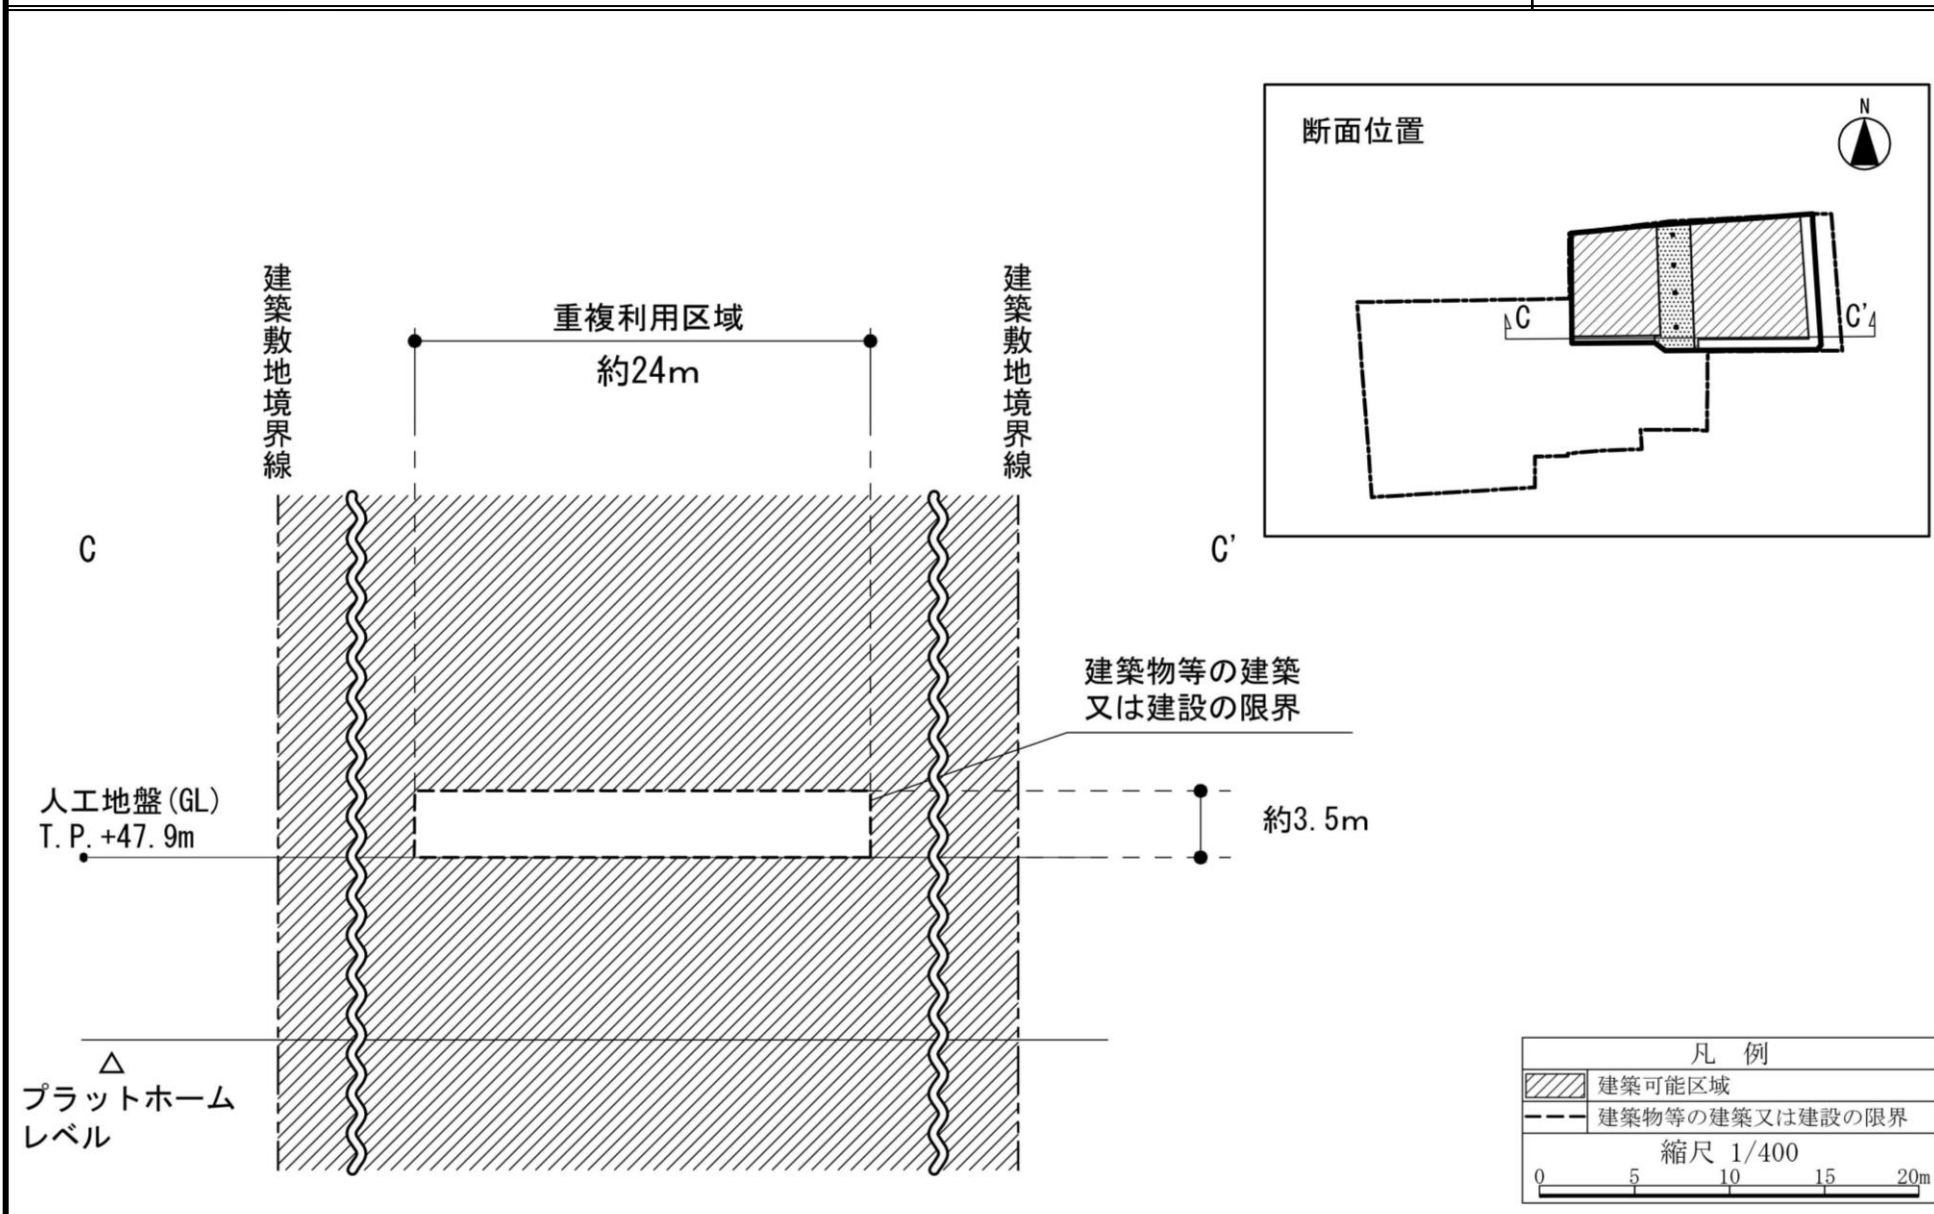 断面位置
N
C
C'
建築敷地境界線
重複利用区域
約24m
建築敷地境界線
C
C'
建築物等の建築
又は建設の限界
人工地盤(GL)
T.P.+47.9m
約3.5m
△
プラットホーム
レベル
凡 例
建築可能区域
建築物等の建築又は建設の限界
縮尺 1/400
0 5 10 15 20m